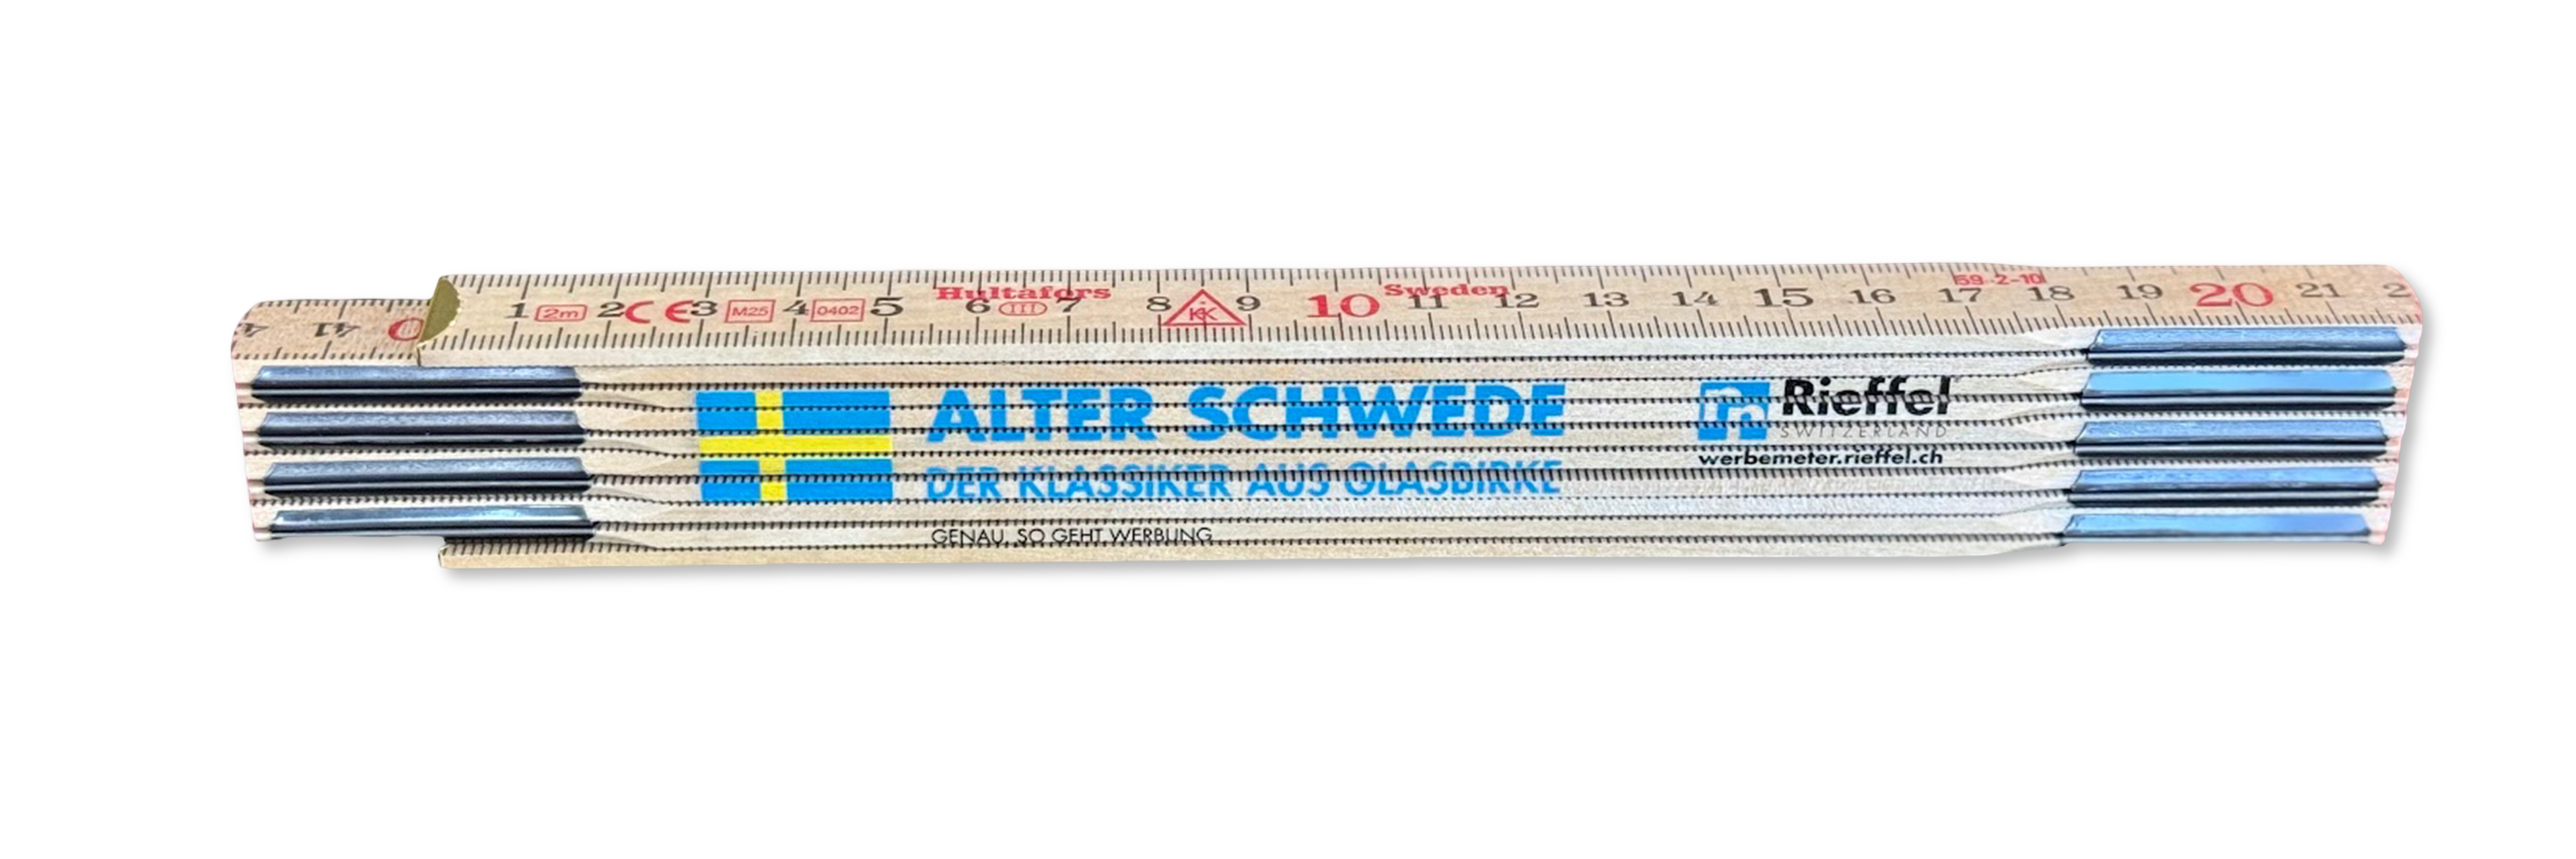 1 2m 2 CE 3 M25 4 0402 5 6 III 7 8 9 10 11 12 13 14 15 16 17 18 19 20 21
Hultafors
Sweden
59-2-10
41
ALTER SCHWEDE
DER KLASSIKER AUS GLASBIRKE
GENAU. SO GEHT WERBUNG
Rieffel
SWITZERLAND
werbemeter.rieffel.ch